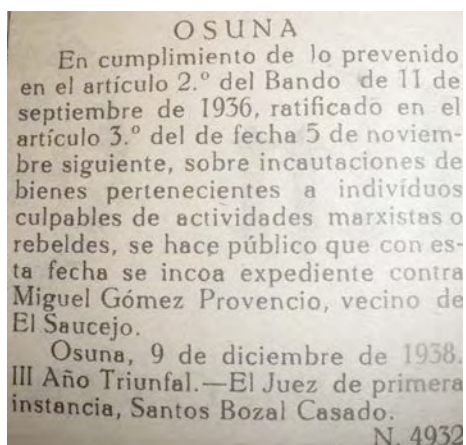 OSUNA
En cumplimiento de lo prevenido
en el artículo 2.º del Bando de 11 de
septiembre de 1936, ratificado en el
artículo 3.º del de fecha 5 de noviem-
bre siguiente, sobre incautaciones de
bienes pertenecientes a indivíduos
culpables de actividades marxistas o
rebeldes, se hace público que con es-
ta fecha se incoa expediente contra
Miguel Gómez Provencio, vecino de
El Saucejo.
Osuna, 9 de diciembre de 1938.
III Año Triunfal.—El Juez de primera
instancia, Santos Bozal Casado.
N 4932